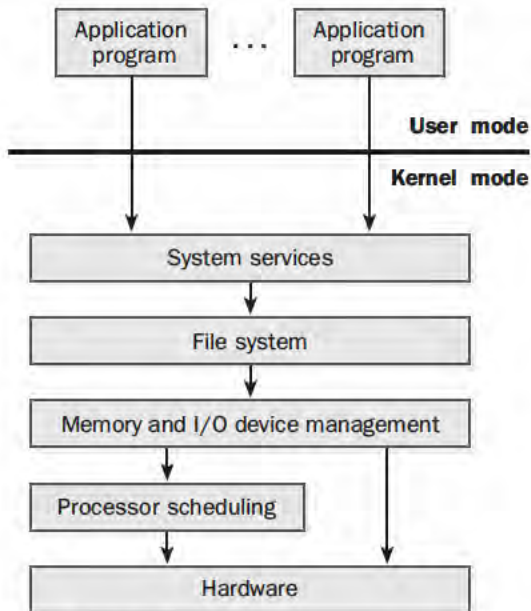 Application
program
. . .
Application
program
User mode
Kernel mode
System services
File system
Memory and I/O device management
Processor scheduling
Hardware